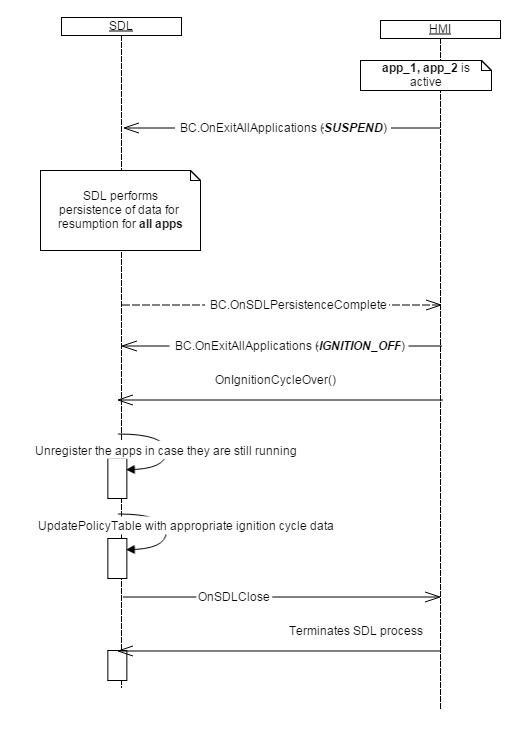 SDL
HMI
app_1, app_2 is
active
BC.OnExitAllApplications (SUSPEND)
SDL performs
persistence of data for
resumption for all apps
BC.OnSDLPersistenceComplete
BC.OnExitAllApplications (IGNITION_OFF)
OnIgnitionCycleOver()
Unregister the apps in case they are still running
UpdatePolicyTable with appropriate ignition cycle data
OnSDLClose
Terminates SDL process